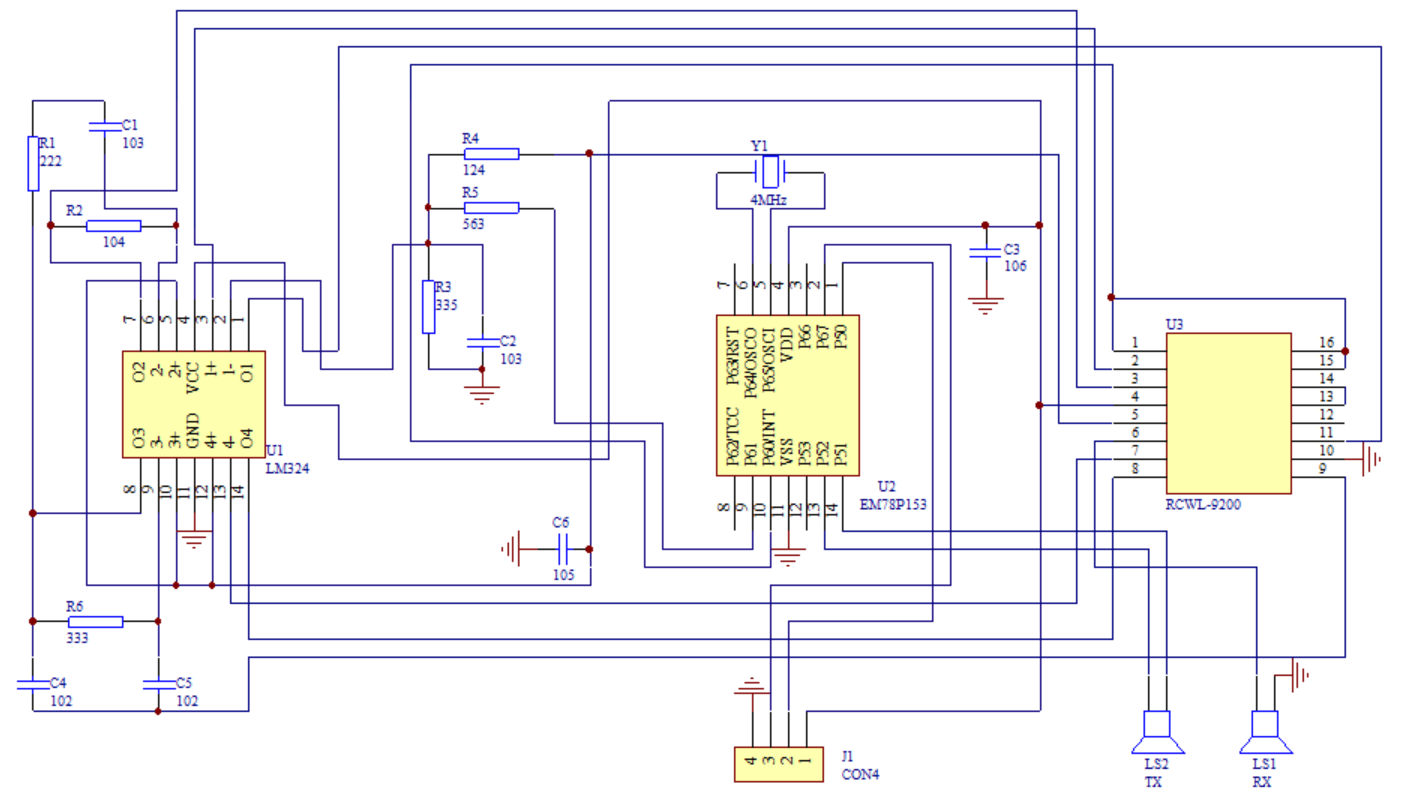 C1
103
R1
222
R2
104
R4
124
R5
563
R3
335
C2
103
Y1
4MHz
C3
106
7 6 5 4 3 2 1
O2 2- 2+ VCC 1+ 1- O1
O3 3- 3+ GND 4+ 4- O4
8 9 10 11 12 13 14
U1
LM324
7 6 5 4 3 2 1
P63/RST P64/OSCO P65/OSCI VDD P66 P67 P50
P62/TCC P61 P60/INT VSS P53 P52 P51
8 9 10 11 12 13 14
U2
EM78P153
U3
1 16
2 15
3 14
4 13
5 12
6 11
7 10
8 9
RCWL-9200
C6
105
R6
333
C4
102
C5
102
4 3 2 1
J1
CON4
LS2
TX
LS1
RX